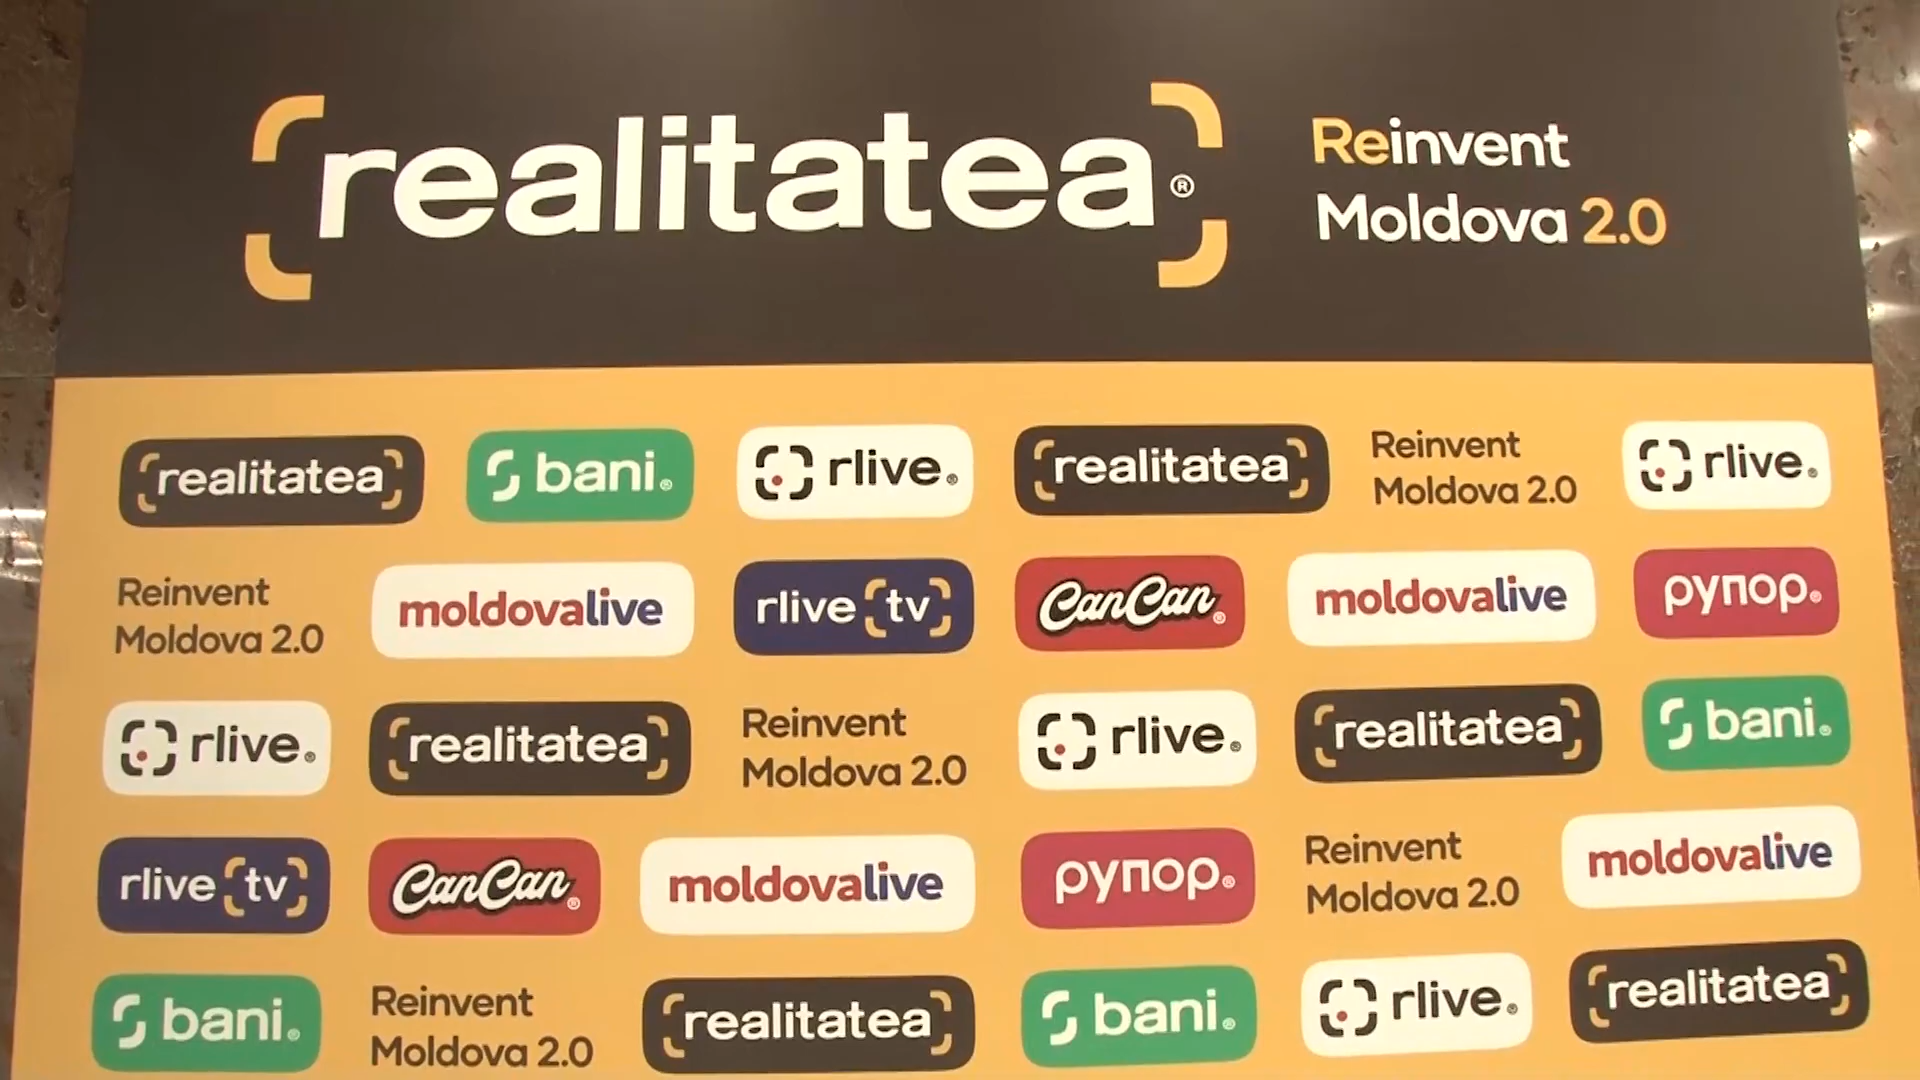 realitatea®
Reinvent
Moldova 2.0
realitatea
bani®
rlive®
realitatea
Reinvent
Moldova 2.0
rlive®
Reinvent
Moldova 2.0
moldovalive
rlive tv
CanCan®
moldovalive
рупор®
rlive®
realitatea
Reinvent
Moldova 2.0
rlive®
realitatea
bani®
rlive tv
CanCan®
moldovalive
рупор®
Reinvent
Moldova 2.0
moldovalive
bani®
Reinvent
Moldova 2.0
realitatea
bani®
rlive®
realitatea